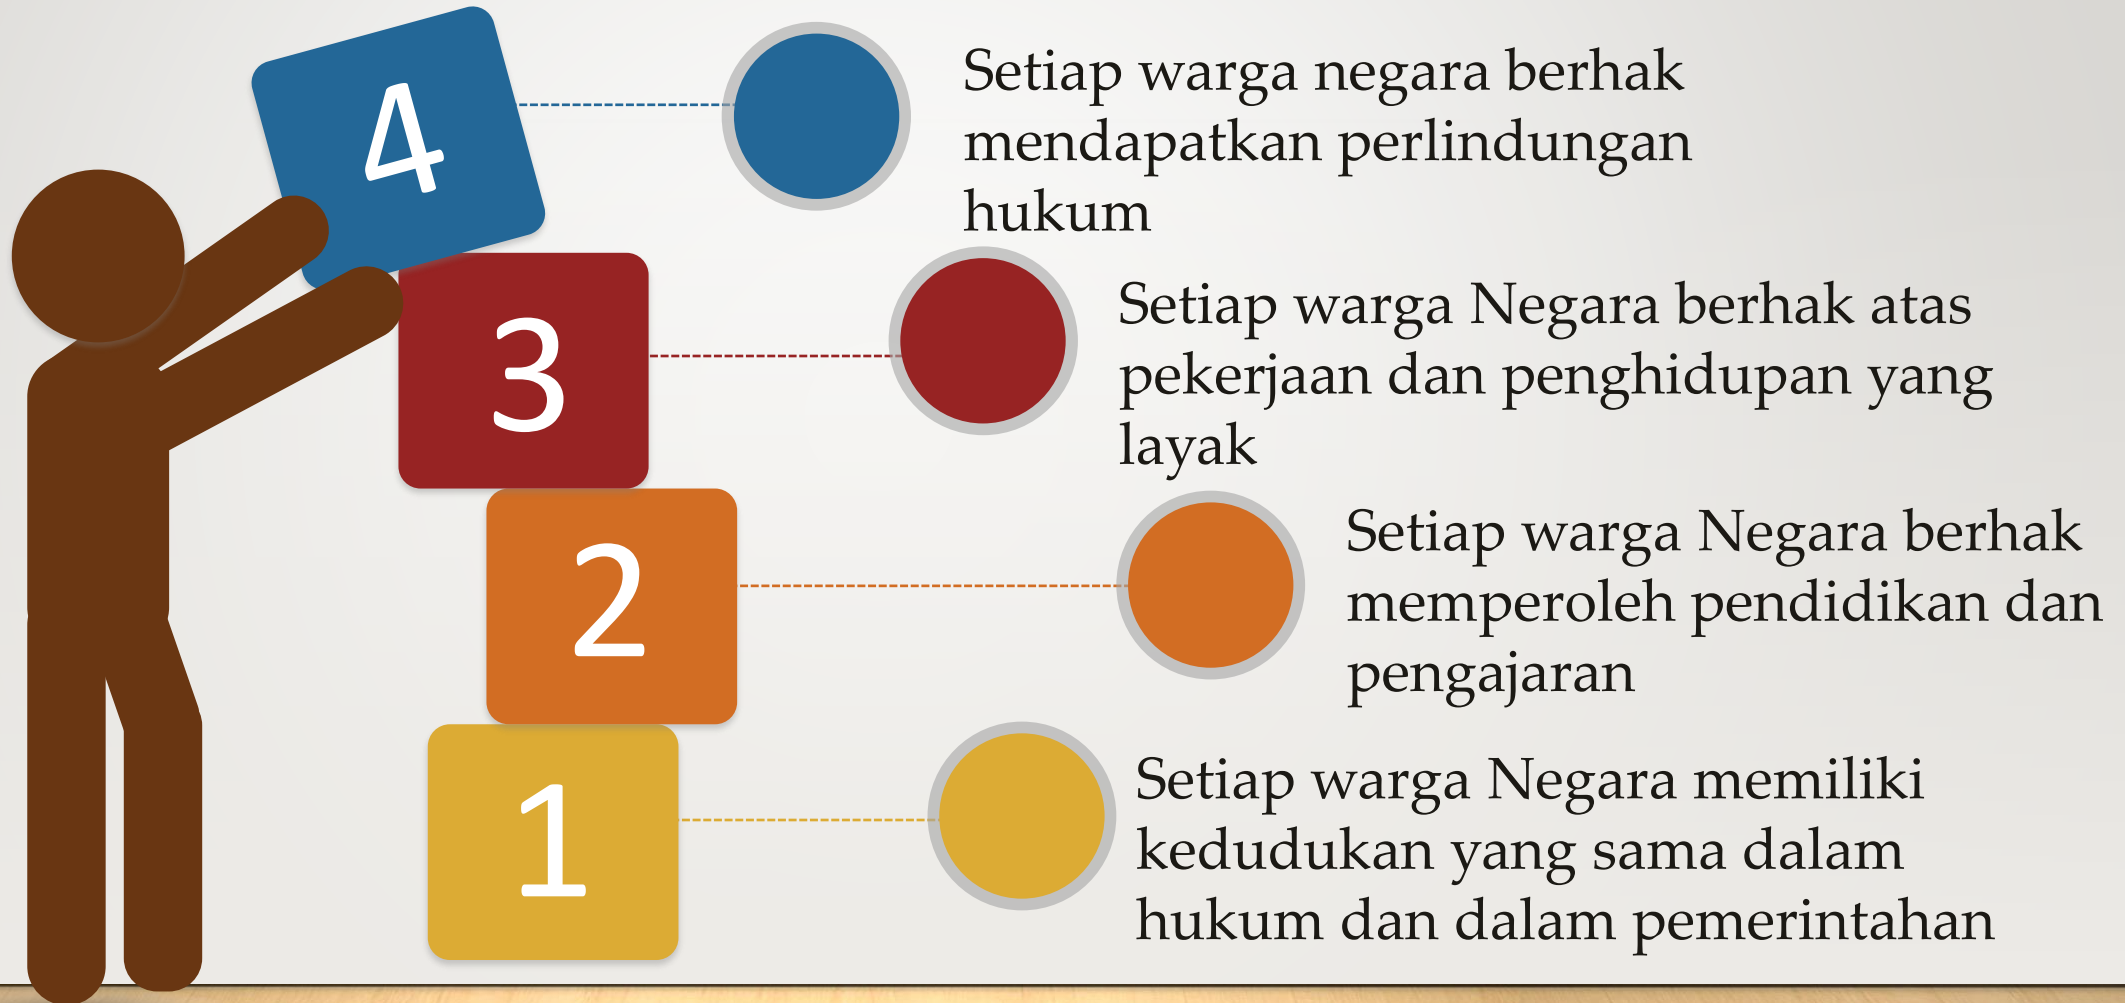 4
Setiap warga negara berhak
mendapatkan perlindungan
hukum
3
Setiap warga Negara berhak atas
pekerjaan dan penghidupan yang
layak
2
Setiap warga Negara berhak
memperoleh pendidikan dan
pengajaran
1
Setiap warga Negara memiliki
kedudukan yang sama dalam
hukum dan dalam pemerintahan